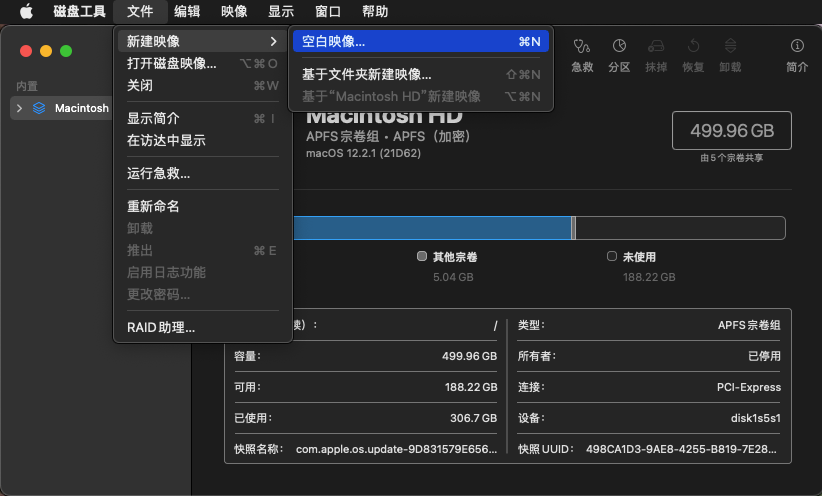 磁盘工具 文件 编辑 映像 显示 窗口 帮助
新建映像
打开磁盘映像... ⌥⌘O
关闭 ⌘W
显示简介 ⌘I
在访达中显示
运行急救...
重新命名
卸载
推出 ⌘E
启用日志功能
更改密码...
RAID 助理...
空白映像... ⌘N
基于文件夹新建映像... ⇧⌘N
基于“Macintosh HD”新建映像 ⌥⌘N
急救 分区 抹掉 恢复 卸载 简介
内置
Macintosh
Macintosh HD
APFS 宗卷组 • APFS（加密）
macOS 12.2.1 (21D62)
499.96 GB
由 5 个宗卷共享
其他宗卷
5.04 GB
未使用
188.22 GB
）： /
容量： 499.96 GB
可用： 188.22 GB
已使用： 306.7 GB
快照名称： com.apple.os.update-9D831579E656...
类型： APFS 宗卷组
所有者： 已停用
连接： PCI-Express
设备： disk1s5s1
快照 UUID： 498CA1D3-9AE8-4255-B819-7E28...